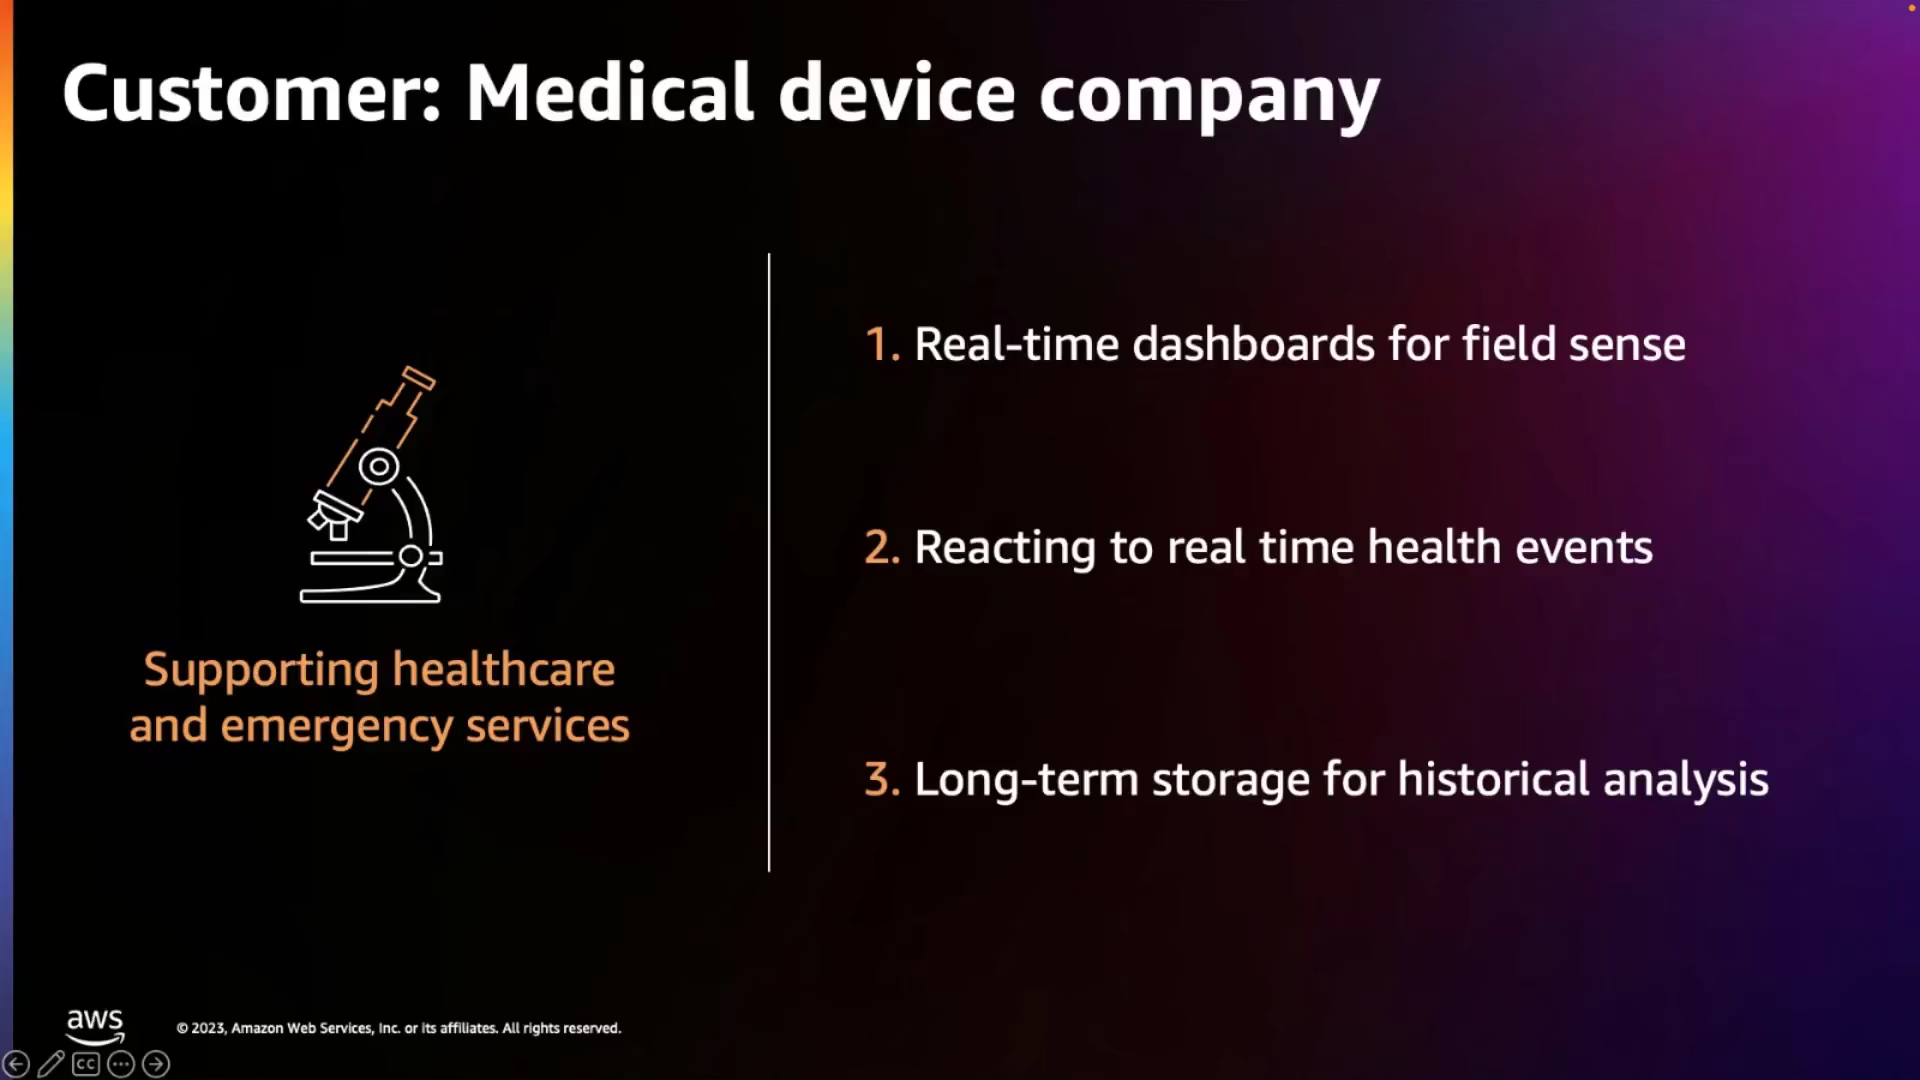 Customer: Medical device company
Supporting healthcare
and emergency services
1. Real-time dashboards for field sense
2. Reacting to real time health events
3. Long-term storage for historical analysis
aws
© 2023, Amazon Web Services, Inc. or its affiliates. All rights reserved.
CC